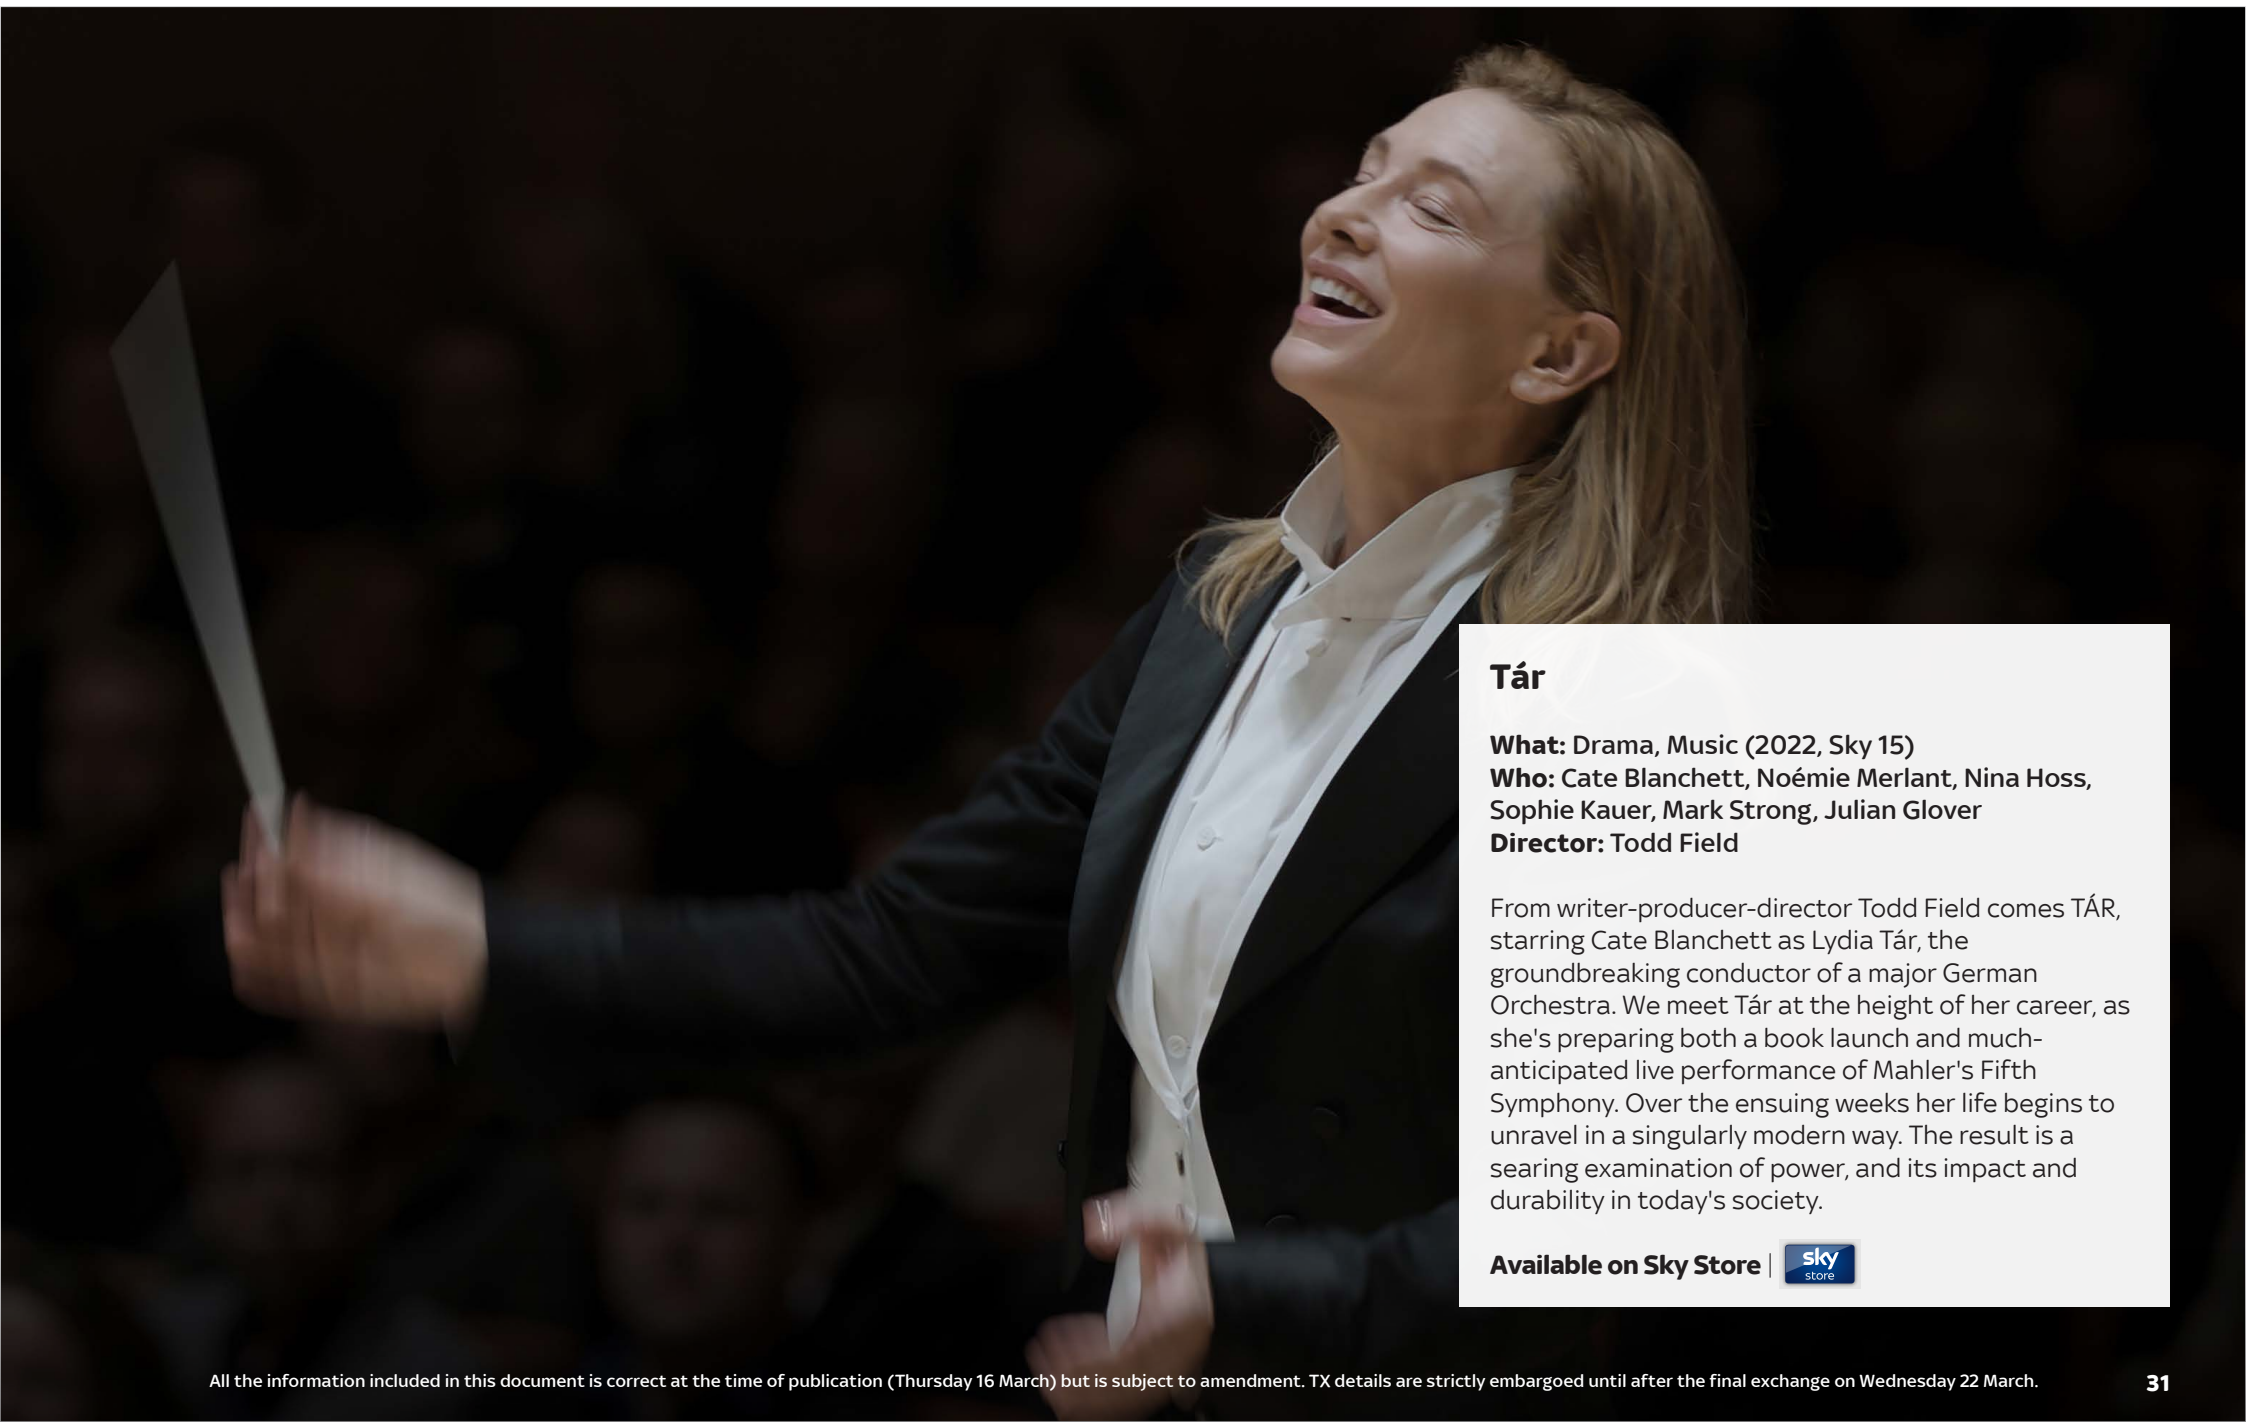 Tár
What: Drama, Music (2022, Sky 15)
Who: Cate Blanchett, Noémie Merlant, Nina Hoss,
Sophie Kauer, Mark Strong, Julian Glover
Director: Todd Field
From writer-producer-director Todd Field comes TÁR,
starring Cate Blanchett as Lydia Tár, the
groundbreaking conductor of a major German
Orchestra. We meet Tár at the height of her career, as
she's preparing both a book launch and much-
anticipated live performance of Mahler's Fifth
Symphony. Over the ensuing weeks her life begins to
unravel in a singularly modern way. The result is a
searing examination of power, and its impact and
durability in today's society.
Available on Sky Store | sky
store
All the information included in this document is correct at the time of publication (Thursday 16 March) but is subject to amendment. TX details are strictly embargoed until after the final exchange on Wednesday 22 March. 31